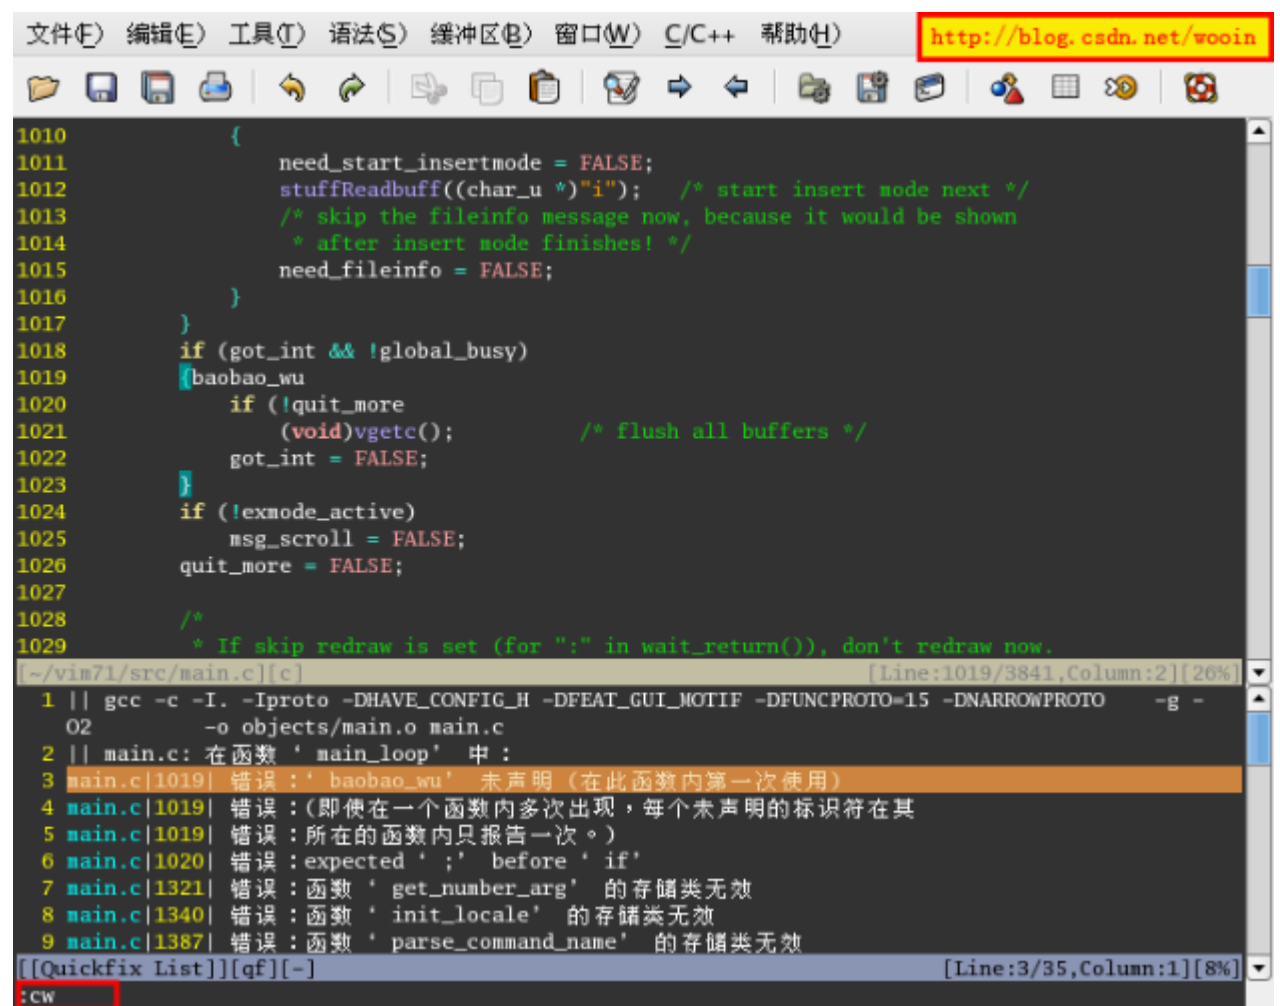 文件(F) 编辑(E) 工具(T) 语法(S) 缓冲区(B) 窗口(W) C/C++ 帮助(H) http://blog.csdn.net/wooin
1010 {
1011 need_start_insertmode = FALSE;
1012 stuffReadbuff((char_u *)"i"); /* start insert mode next */
1013 /* skip the fileinfo message now, because it would be shown
1014 * after insert mode finishes! */
1015 need_fileinfo = FALSE;
1016 }
1017 }
1018 if (got_int && !global_busy)
1019 {baobao_wu
1020 if (!quit_more
1021 (void)vgetc(); /* flush all buffers */
1022 got_int = FALSE;
1023 }
1024 if (!exmode_active)
1025 msg_scroll = FALSE;
1026 quit_more = FALSE;
1027
1028 /*
1029 * If skip redraw is set (for ":" in wait_return()), don't redraw now.
[~/vim71/src/main.c][c] [Line:1019/3841,Column:2][26%]
1 || gcc -c -I. -Iproto -DHAVE_CONFIG_H -DFEAT_GUI_MOTIF -DFUNCPROTO=15 -DNARROWPROTO -g -
O2 -o objects/main.o main.c
2 || main.c: 在函数‘main_loop’中：
3 main.c|1019| 错误：‘baobao_wu’未声明 (在此函数内第一次使用)
4 main.c|1019| 错误：(即使在一个函数内多次出现，每个未声明的标识符在其
5 main.c|1019| 错误：所在的函数内只报告一次。)
6 main.c|1020| 错误：expected ‘;’ before ‘if’
7 main.c|1321| 错误：函数‘get_number_arg’的存储类无效
8 main.c|1340| 错误：函数‘init_locale’的存储类无效
9 main.c|1387| 错误：函数‘parse_command_name’的存储类无效
[[Quickfix List]][qf][-] [Line:3/35,Column:1][8%]
:cw